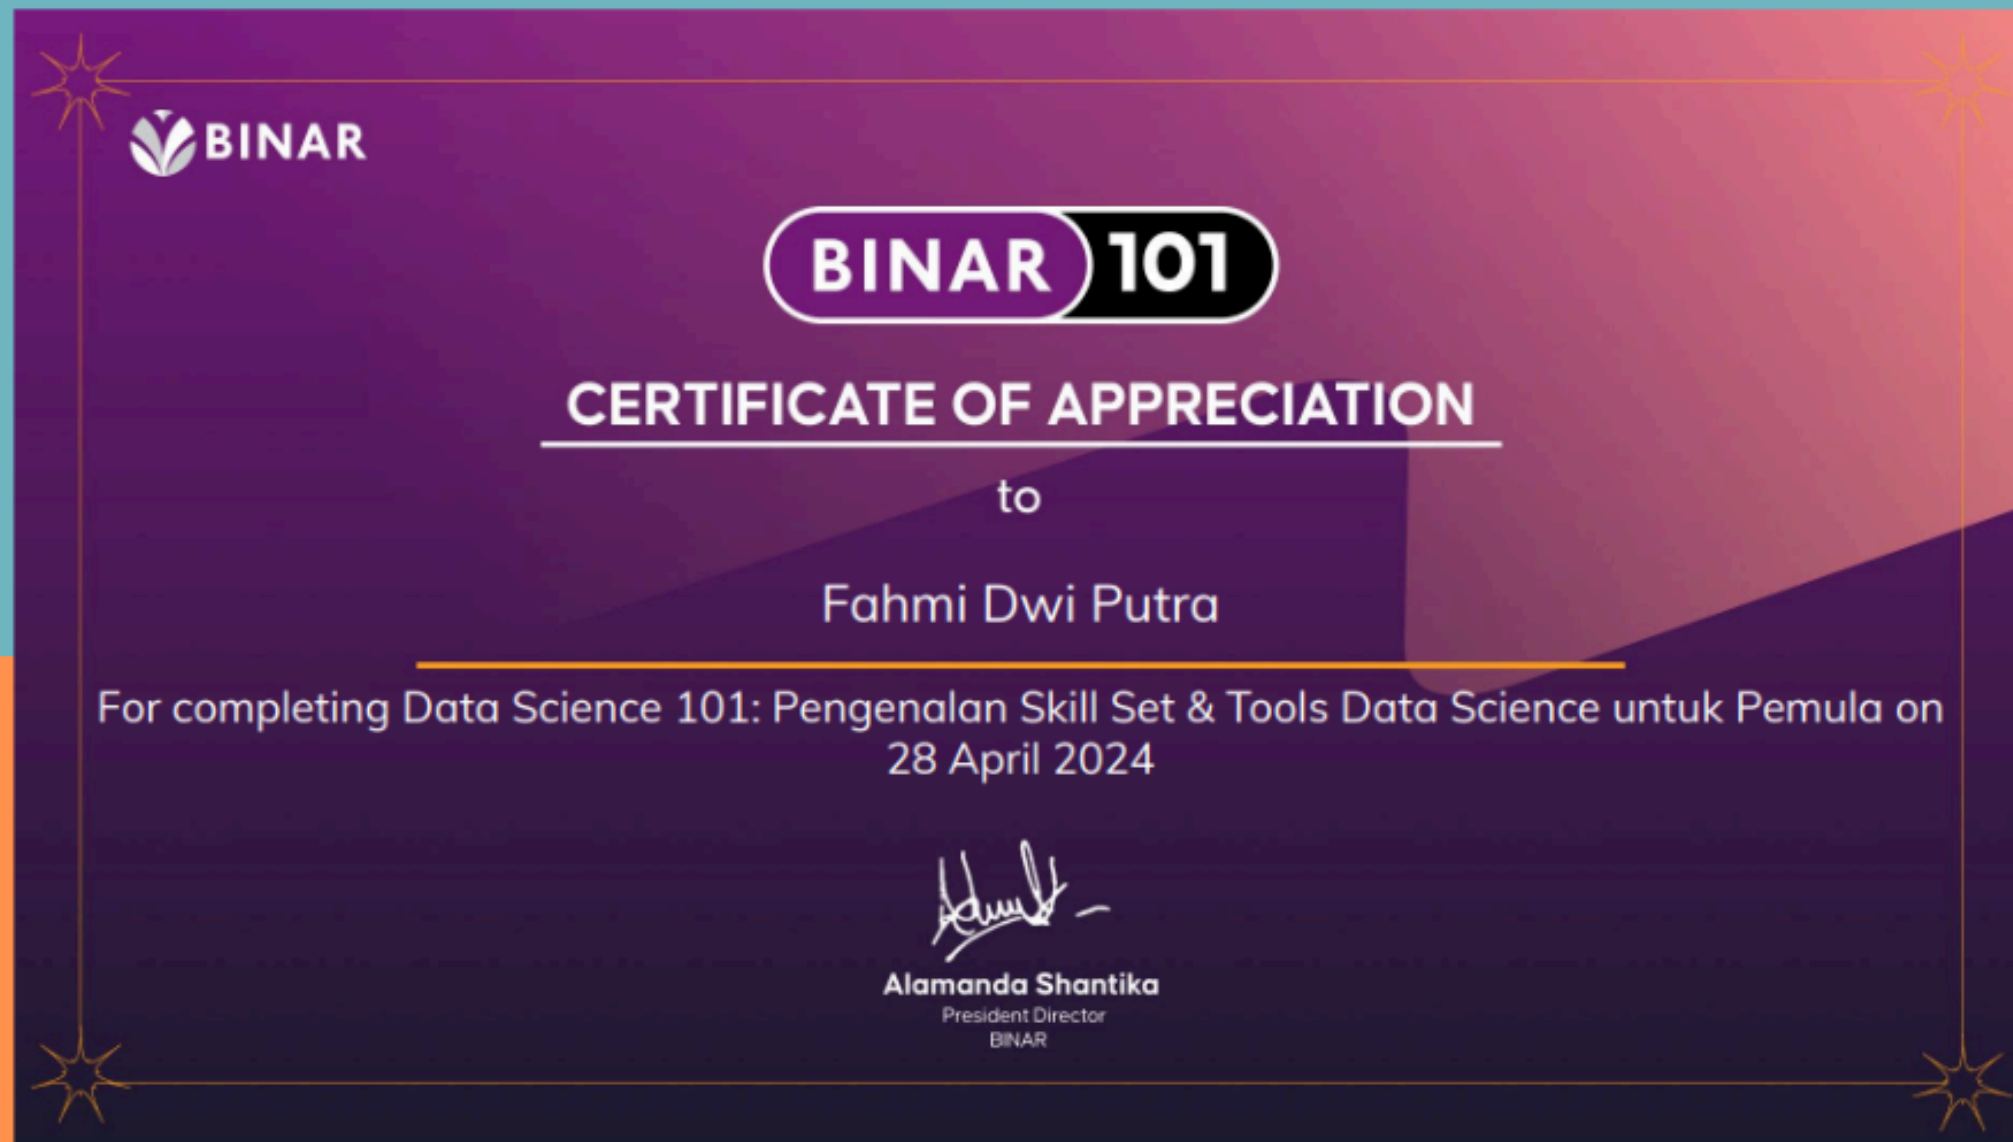 BINAR
BINAR 101
CERTIFICATE OF APPRECIATION
to
Fahmi Dwi Putra
For completing Data Science 101: Pengenalan Skill Set & Tools Data Science untuk Pemula on
28 April 2024
Alamanda Shantika
President Director
BINAR